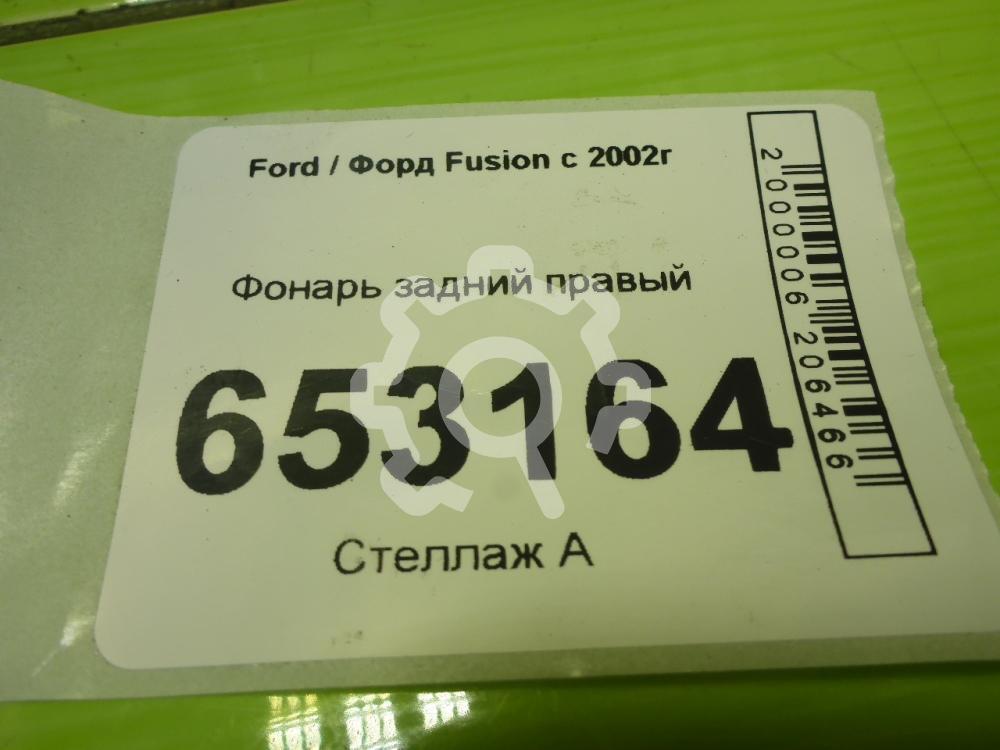 Ford / Форд Fusion с 2002г
Фонарь задний правый
653164
Стеллаж А
2000006206466